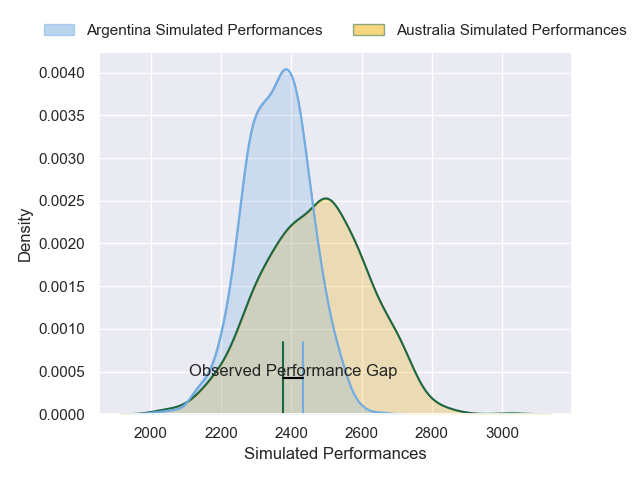 Argentina Simulated Performances Australia Simulated Performances
0.0040
0.0035
0.0030
0.0025
0.0020
0.0015
0.0010
0.0005
0.0000
Density
Observed Performance Gap
2000 2200 2400 2600 2800 3000
Simulated Performances